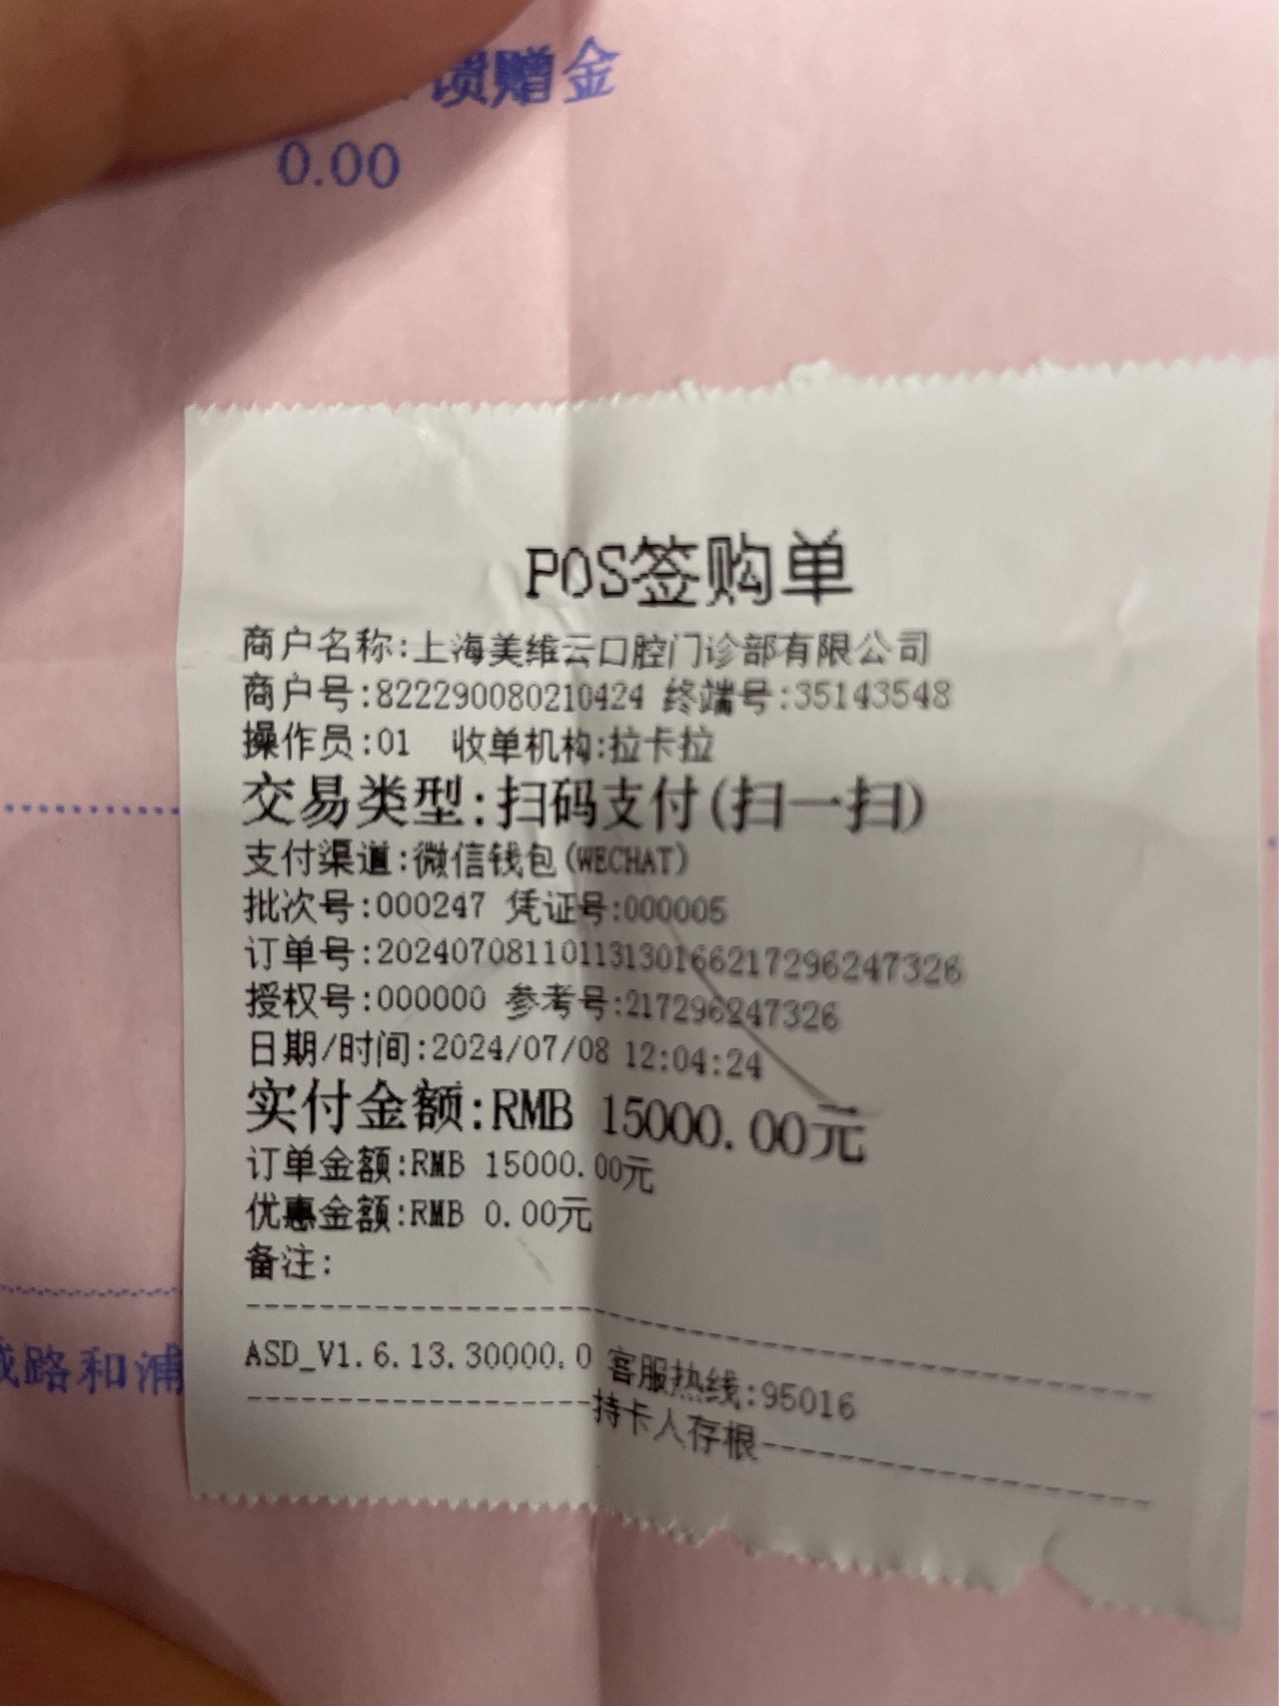 馈赠金
0.00
POS签购单
商户名称:上海美维云口腔门诊部有限公司
商户号:822290080210424 终端号:35143548
操作员:01 收单机构:拉卡拉
交易类型:扫码支付(扫一扫)
支付渠道:微信钱包(WECHAT)
批次号:000247 凭证号:000005
订单号:20240708110113130166217296247326
授权号:000000 参考号:217296247326
日期/时间:2024/07/08 12:04:24
实付金额:RMB 15000.00元
订单金额:RMB 15000.00元
优惠金额:RMB 0.00元
备注:
ASD_V1.6.13.30000.0 客服热线:95016
持卡人存根
路和浦